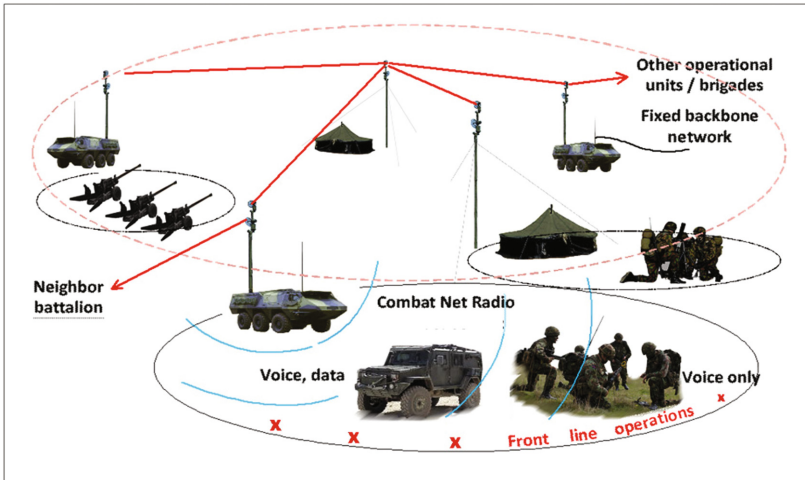 Other operational
units / brigades
Fixed backbone
network
Neighbor
battalion
Combat Net Radio
Voice, data
Voice only
x x x Front line operations x